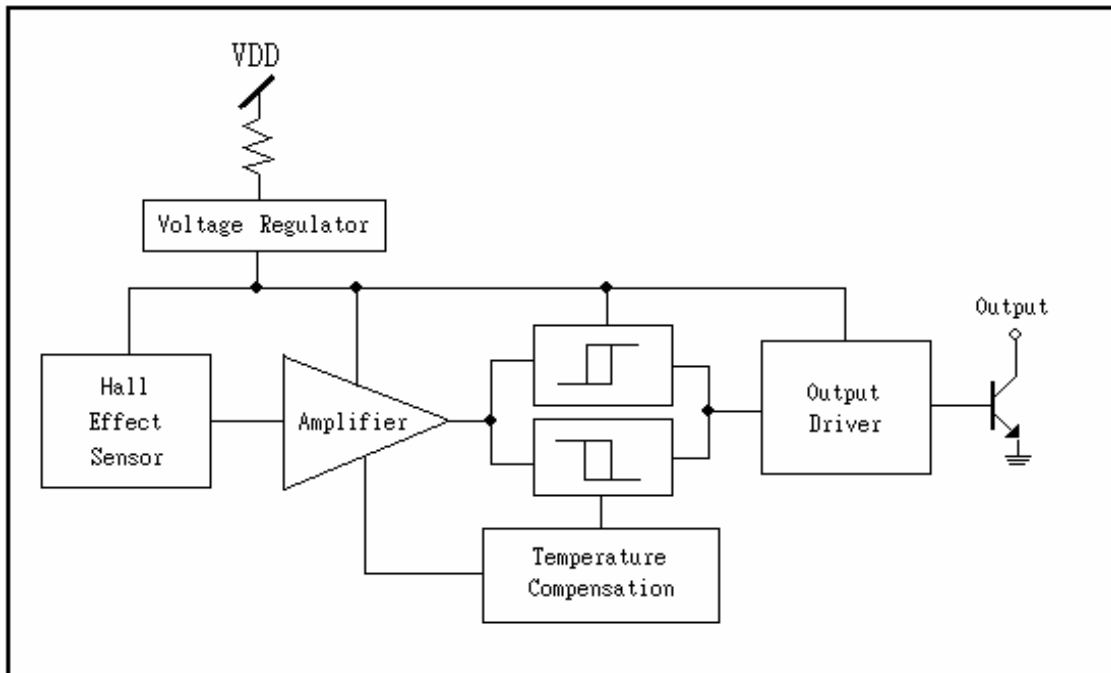 VDD
Voltage Regulator
Output
Hall
Effect
Sensor
Amplifier
Output
Driver
Temperature
Compensation